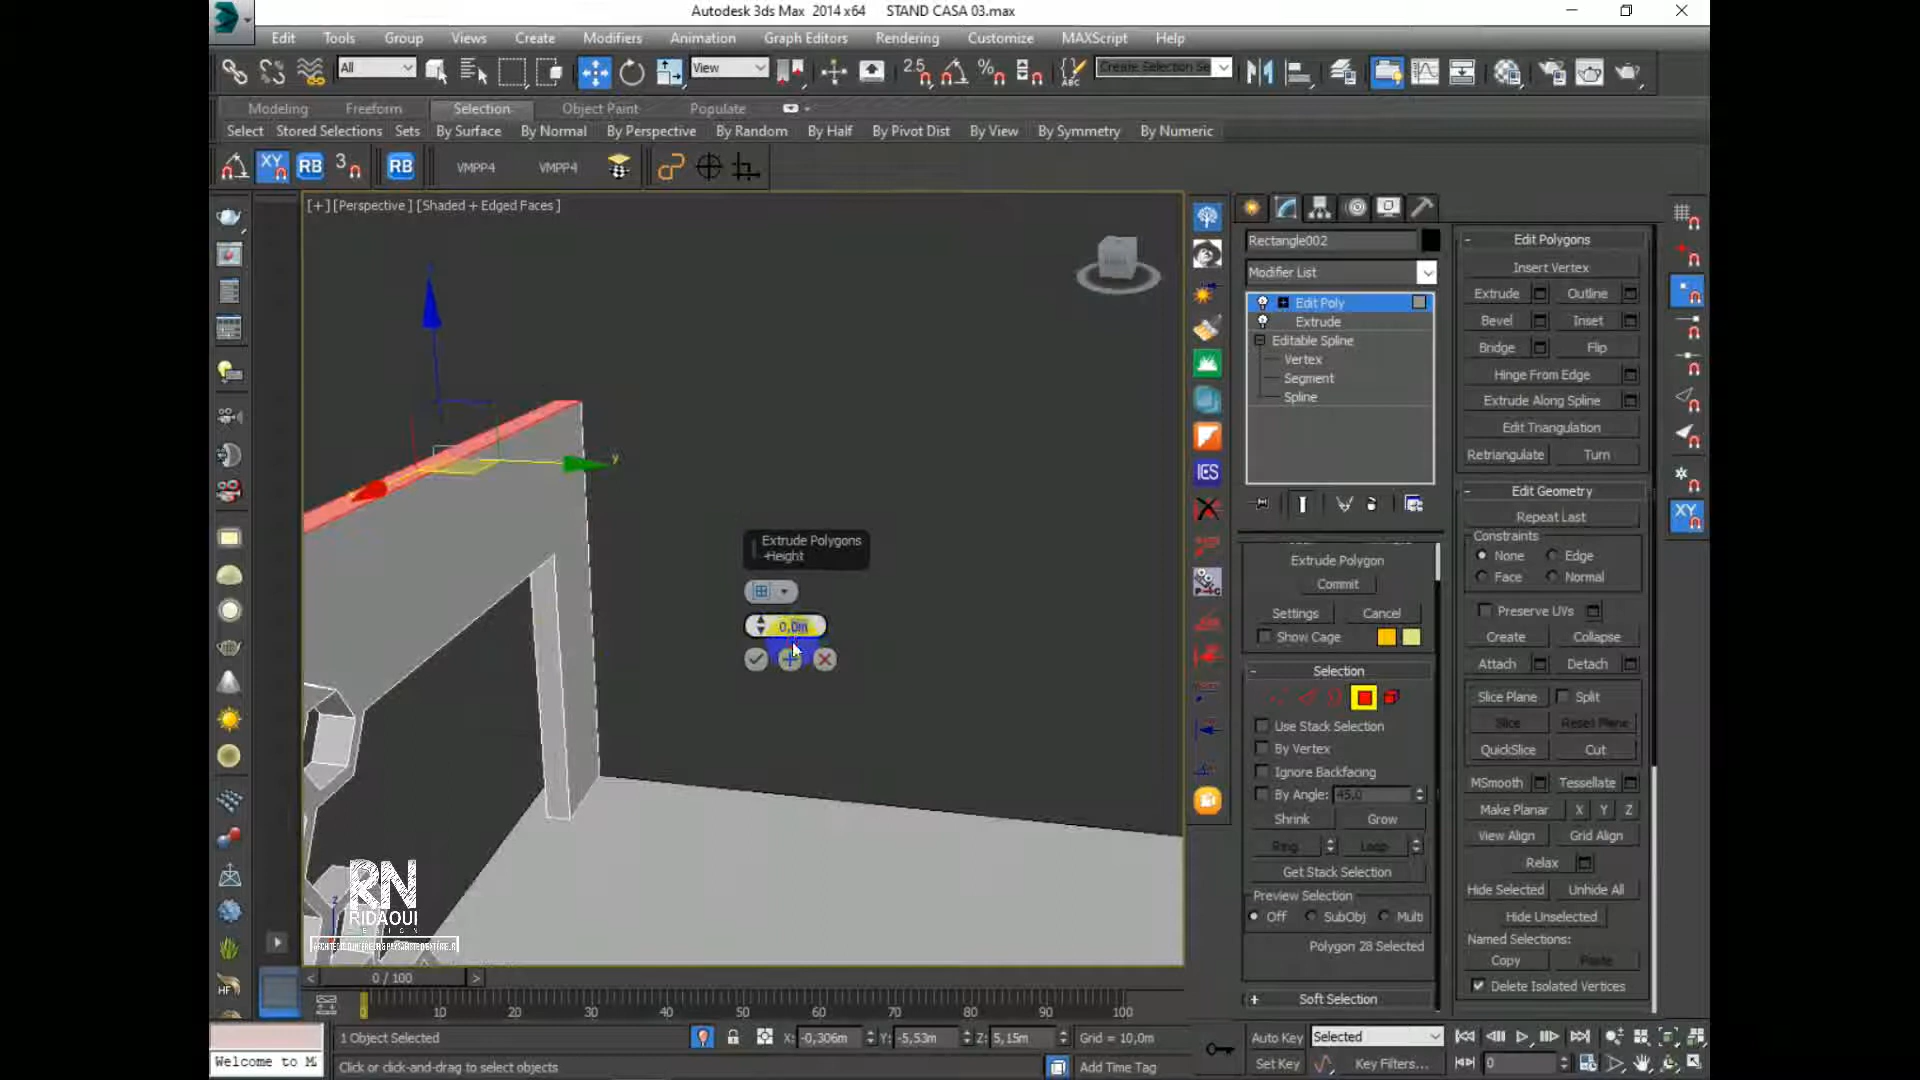 Autodesk 3ds Max 2014 x64 STAND CASA 03.max
Edit Tools Group Views Create Modifiers Animation Graph Editors Rendering Customize MAXScript Help
All View 2.5 % ABC Create Selection Se
Modeling Freeform Selection Object Paint Populate
Select Stored Selections Sets By Surface By Normal By Perspective By Random By Half By Pivot Dist By View By Symmetry By Numeric
XY RB 3 RB VMPP4 VMPP4
[+] [Perspective ] [Shaded + Edged Faces ]
z
y
Extrude Polygons
-Height
0,0m
RN
RIDAOUI
DESIGN
HF
IES
Rectangle002
Modifier List
Edit Poly
Extrude
Editable Spline
Vertex
Segment
Spline
Extrude Polygon
Commit
Settings Cancel
Show Cage
Selection
Use Stack Selection
By Vertex
Ignore Backfacing
By Angle: 45,0
Shrink Grow
Ring Loop
Get Stack Selection
Preview Selection
Off SubObj Multi
Polygon 28 Selected
Soft Selection
Edit Polygons
Insert Vertex
Extrude Outline
Bevel Inset
Bridge Flip
Hinge From Edge
Extrude Along Spline
Edit Triangulation
Retriangulate Turn
Edit Geometry
Repeat Last
Constraints
None Edge
Face Normal
Preserve UVs
Create Collapse
Attach Detach
Slice Plane Split
Slice Reset Plane
QuickSlice Cut
MSmooth Tessellate
Make Planar X Y Z
View Align Grid Align
Relax
Hide Selected Unhide All
Hide Unselected
Named Selections:
Copy Paste
Delete Isolated Vertices
XY
< 0 / 100 >
10 20 30 40 50 60 70 80 90 100
1 Object Selected X: -0,306m Y: -5,53m Z: 5,15m Grid = 10,0m Auto Key Selected
Welcome to M Click or click-and-drag to select objects Add Time Tag Set Key Key Filters... 0